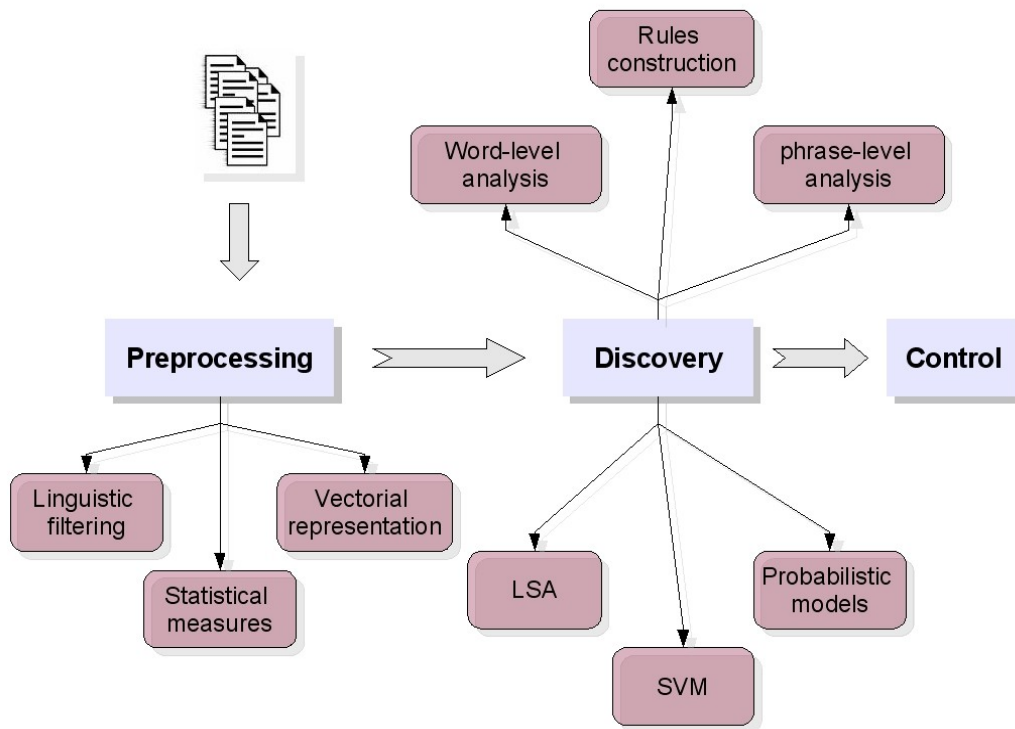 Rules
construction
Word-level
analysis
phrase-level
analysis
Preprocessing
Discovery
Control
Linguistic
filtering
Vectorial
representation
Statistical
measures
LSA
Probabilistic
models
SVM